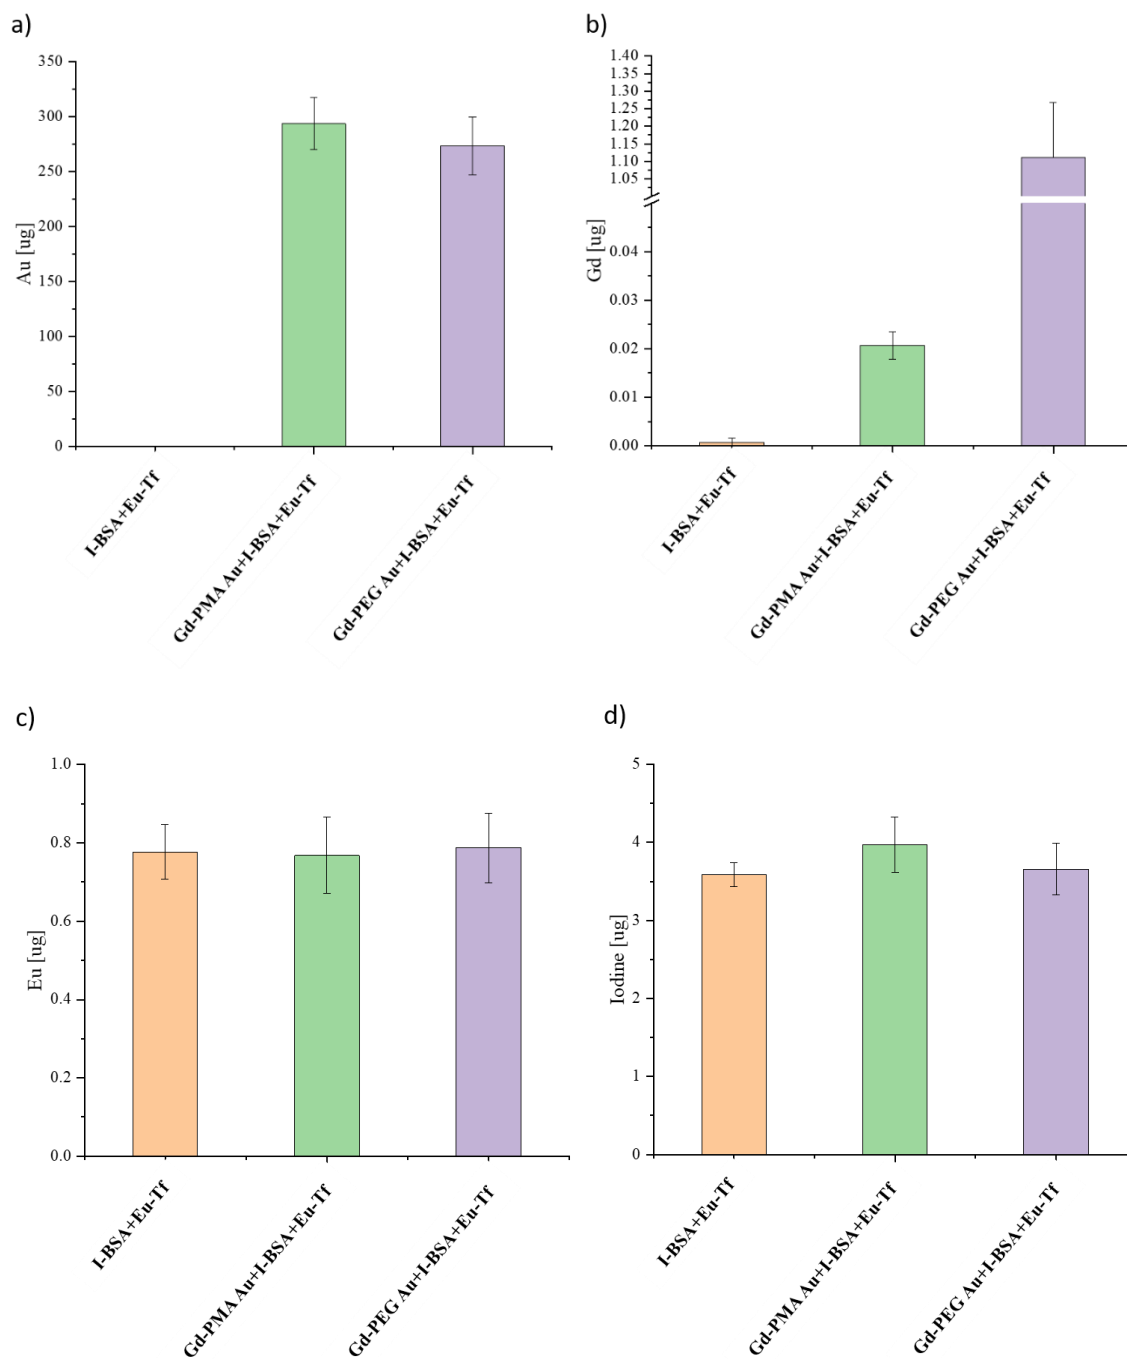 a)
350
300
250
200
150
100
50
0
Au [ug]
I-BSA+Eu-Tf
Gd-PMA Au+I-BSA+Eu-Tf
Gd-PEG Au+I-BSA+Eu-Tf
b)
1.40
1.35
1.30
1.25
1.20
1.15
1.10
1.05
0.04
0.03
0.02
0.01
0.00
Gd [ug]
I-BSA+Eu-Tf
Gd-PMA Au+I-BSA+Eu-Tf
Gd-PEG Au+I-BSA+Eu-Tf
c)
1.0
0.8
0.6
0.4
0.2
0.0
Eu [ug]
I-BSA+Eu-Tf
Gd-PMA Au+I-BSA+Eu-Tf
Gd-PEG Au+I-BSA+Eu-Tf
d)
5
4
3
2
1
0
Iodine [ug]
I-BSA+Eu-Tf
Gd-PMA Au+I-BSA+Eu-Tf
Gd-PEG Au+I-BSA+Eu-Tf